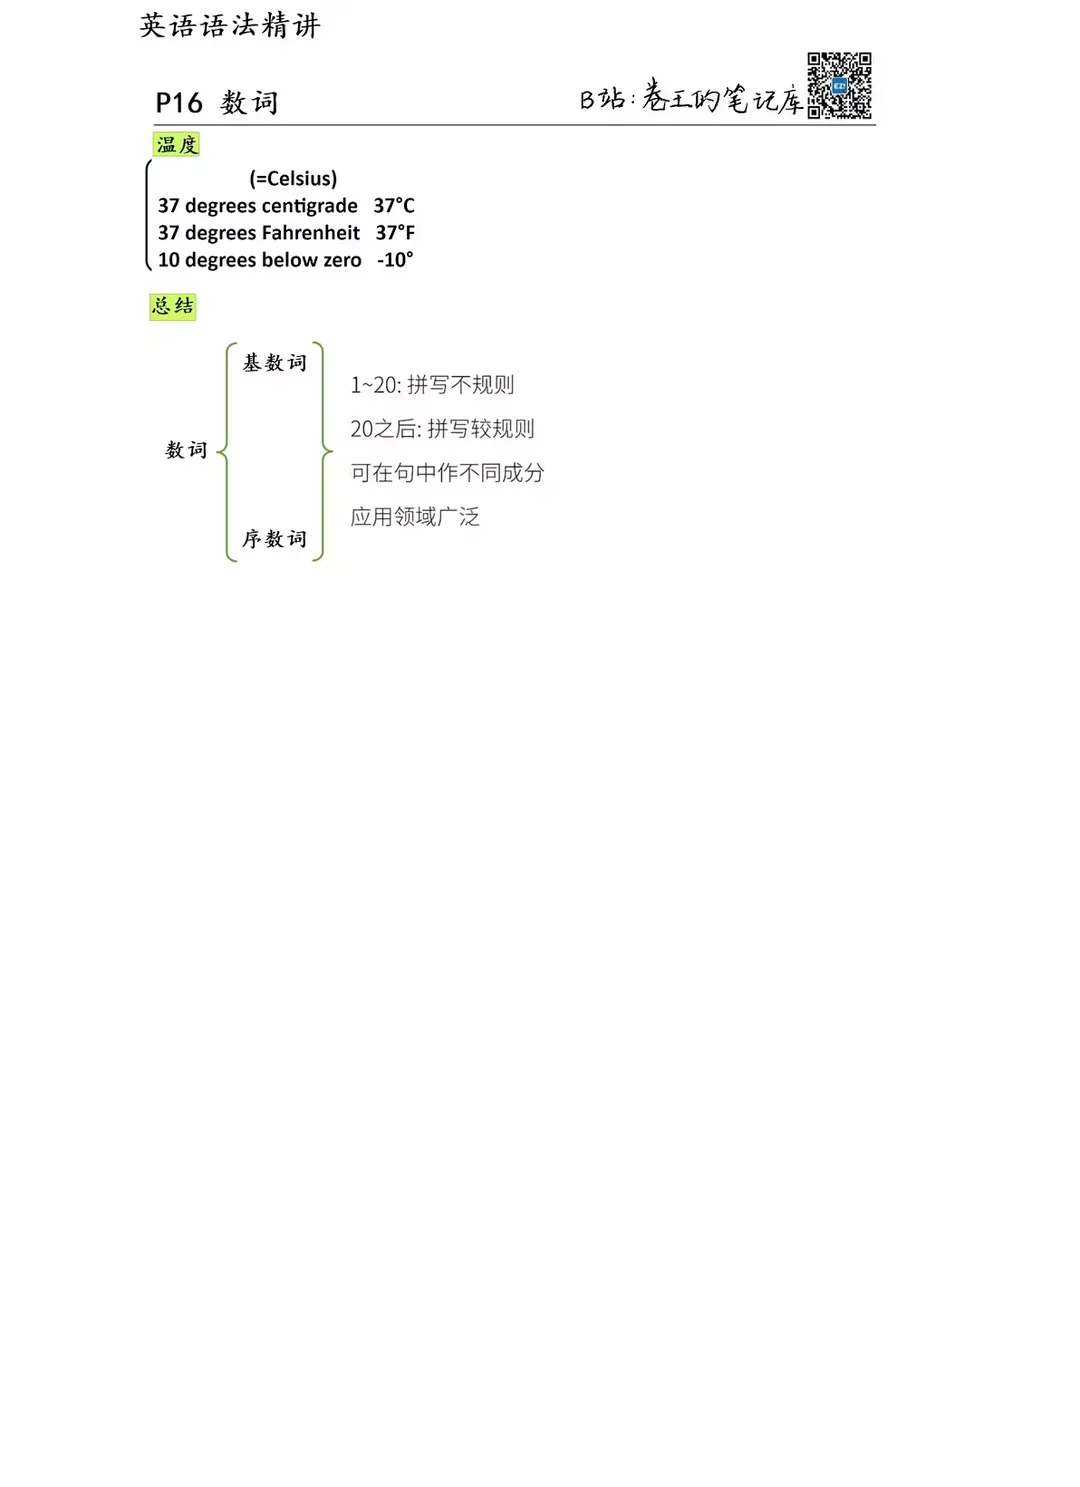 英语语法精讲
P16 数词
B站:卷王的笔记库
温度
(=Celsius)
37 degrees centigrade 37°C
37 degrees Fahrenheit 37°F
10 degrees below zero -10°
总结
基数词
1~20: 拼写不规则
20之后: 拼写较规则
数词
可在句中作不同成分
应用领域广泛
序数词